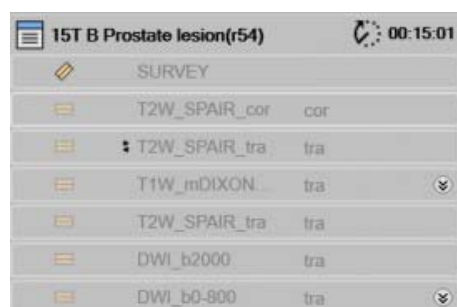 15T B Prostate lesion(r54) 00:15:01
SURVEY
T2W_SPAIR_cor cor
T2W_SPAIR_tra tra
T1W_mDIXON... tra
T2W_SPAIR_tra tra
DWI_b2000 tra
DWI_b0-800 tra